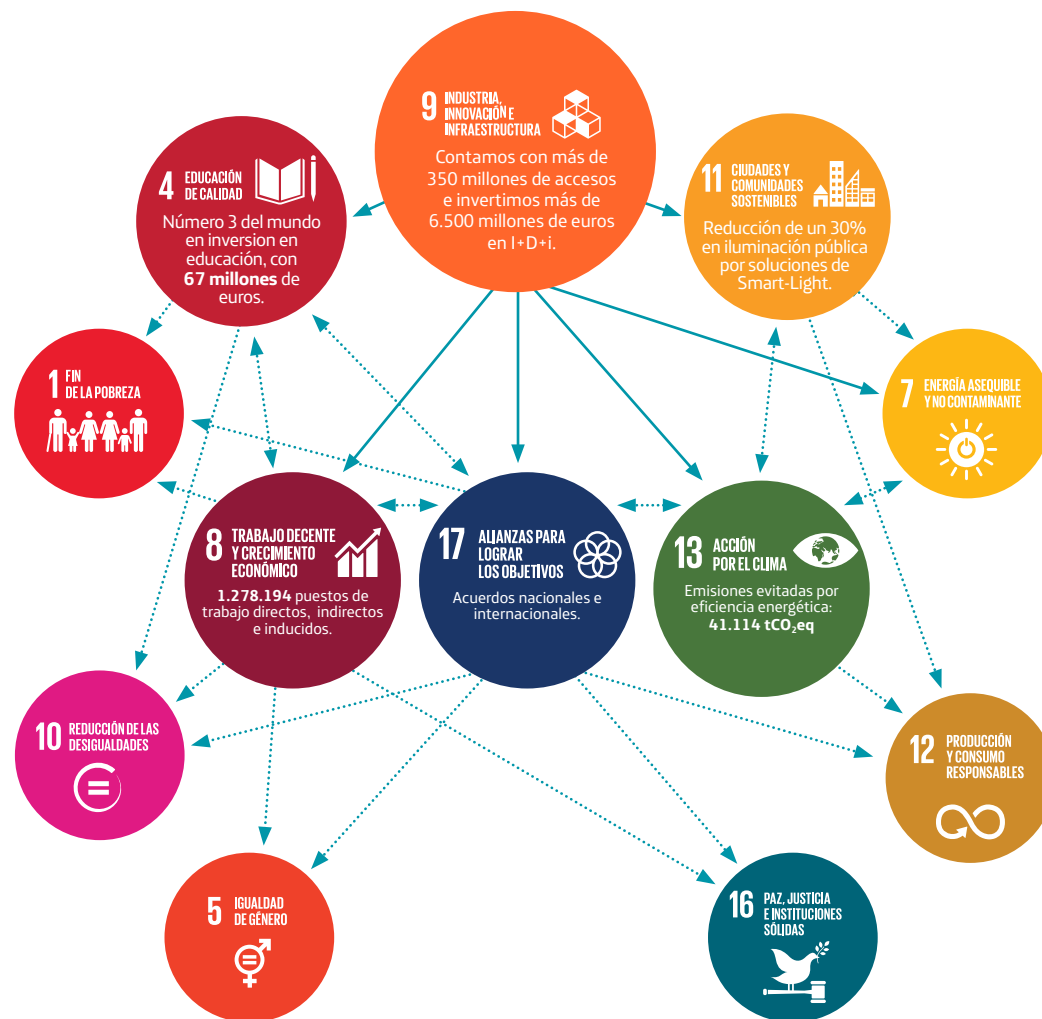 9 INDUSTRIA,
INNOVACIÓN E
INFRAESTRUCTURA
Contamos con más de
350 millones de accesos
e invertimos más de
6.500 millones de euros
en I+D+i.
4 EDUCACIÓN
DE CALIDAD
Número 3 del mundo
en inversion en
educación, con
67 millones de
euros.
11 CIUDADES Y
COMUNIDADES
SOSTENIBLES
Reducción de un 30%
en iluminación pública
por soluciones de
Smart-Light.
1 FIN
DE LA POBREZA
7 ENERGÍA ASEQUIBLE
Y NO CONTAMINANTE
8 TRABAJO DECENTE
Y CRECIMIENTO
ECONÓMICO
1.278.194 puestos de
trabajo directos, indirectos
e inducidos.
17 ALIANZAS PARA
LOGRAR
LOS OBJETIVOS
Acuerdos nacionales e
internacionales.
13 ACCIÓN
POR EL CLIMA
Emisiones evitadas por
eficiencia energética:
41.114 tCO₂eq
10 REDUCCIÓN DE LAS
DESIGUALDADES
12 PRODUCCIÓN
Y CONSUMO
RESPONSABLES
5 IGUALDAD
DE GÉNERO
16 PAZ, JUSTICIA
E INSTITUCIONES
SÓLIDAS